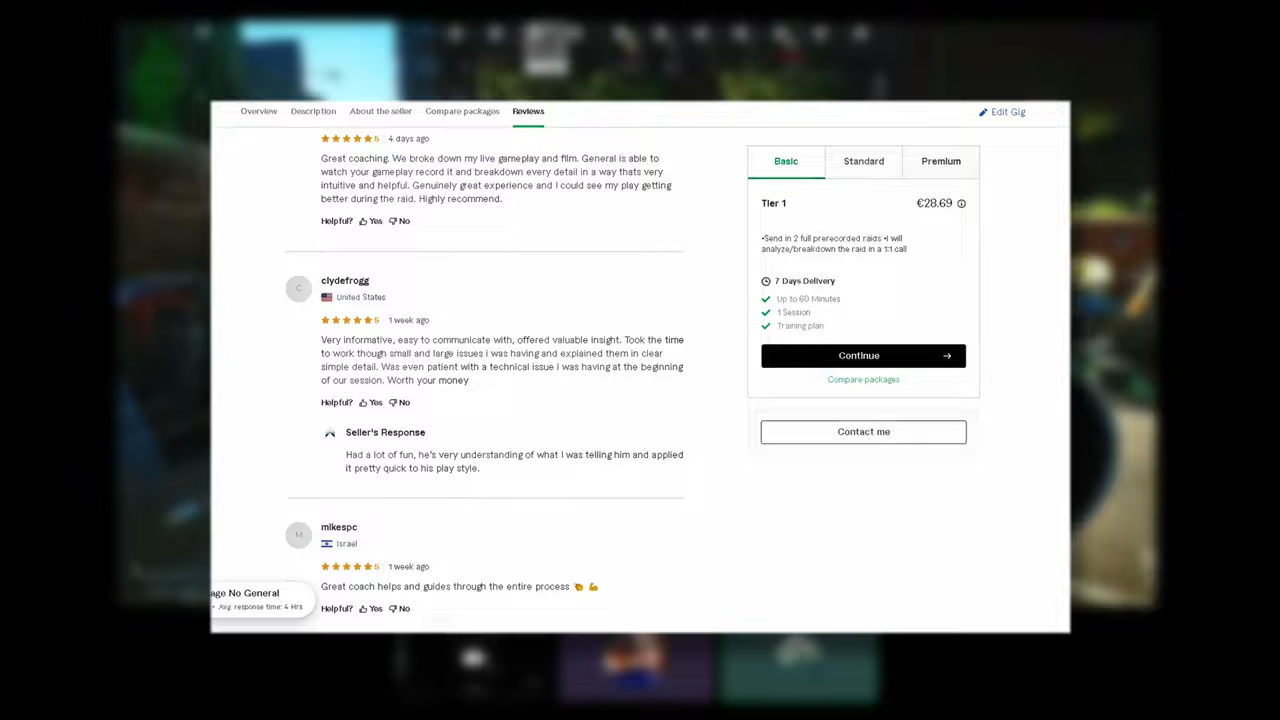 Overview Description About the seller Compare packages Reviews
Edit Gig
5 4 days ago
Great coaching. We broke down my live gameplay and film. General is able to
watch your gameplay record it and breakdown every detail in a way thats very
intuitive and helpful. Genuinely great experience and I could see my play getting
better during the raid. Highly recommend.
Helpful? Yes No
C
clydefrogg
United States
5 1 week ago
Very informative, easy to communicate with, offered valuable insight. Took the time
to work though small and large issues i was having and explained them in clear
simple detail. Was even patient with a technical issue i was having at the beginning
of our session. Worth your money
Helpful? Yes No
Seller's Response
Had a lot of fun, he's very understanding of what I was telling him and applied
it pretty quick to his play style.
M
mikespc
Israel
5 1 week ago
Great coach helps and guides through the entire process
Helpful? Yes No
age No General
• Avg. response time: 4 Hrs
Basic Standard Premium
Tier 1 €28.69
•Send in 2 full prerecorded raids •I will
analyze/breakdown the raid in a 1:1 call
7 Days Delivery
Up to 60 Minutes
1 Session
Training plan
Continue →
Compare packages
Contact me